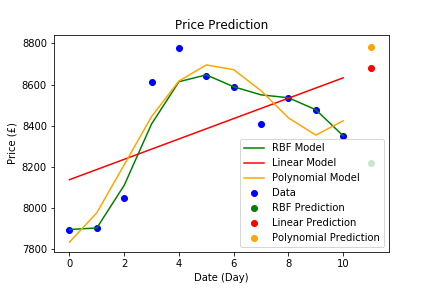 Price Prediction
Price (£)
8800
8600
8400
8200
8000
7800
0 2 4 6 8 10
Date (Day)
RBF Model
Linear Model
Polynomial Model
Data
RBF Prediction
Linear Prediction
Polynomial Prediction